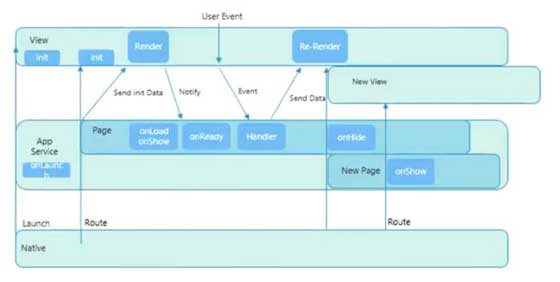 User Event
View
Render
Re-Render
init
init
New View
Send init Data
Notify
Event
Send Data
App
Service
onLaunc
h
Page
onLoad
onShow
onReady
Handler
onHide
New Page
onShow
Launch
Route
Route
Native